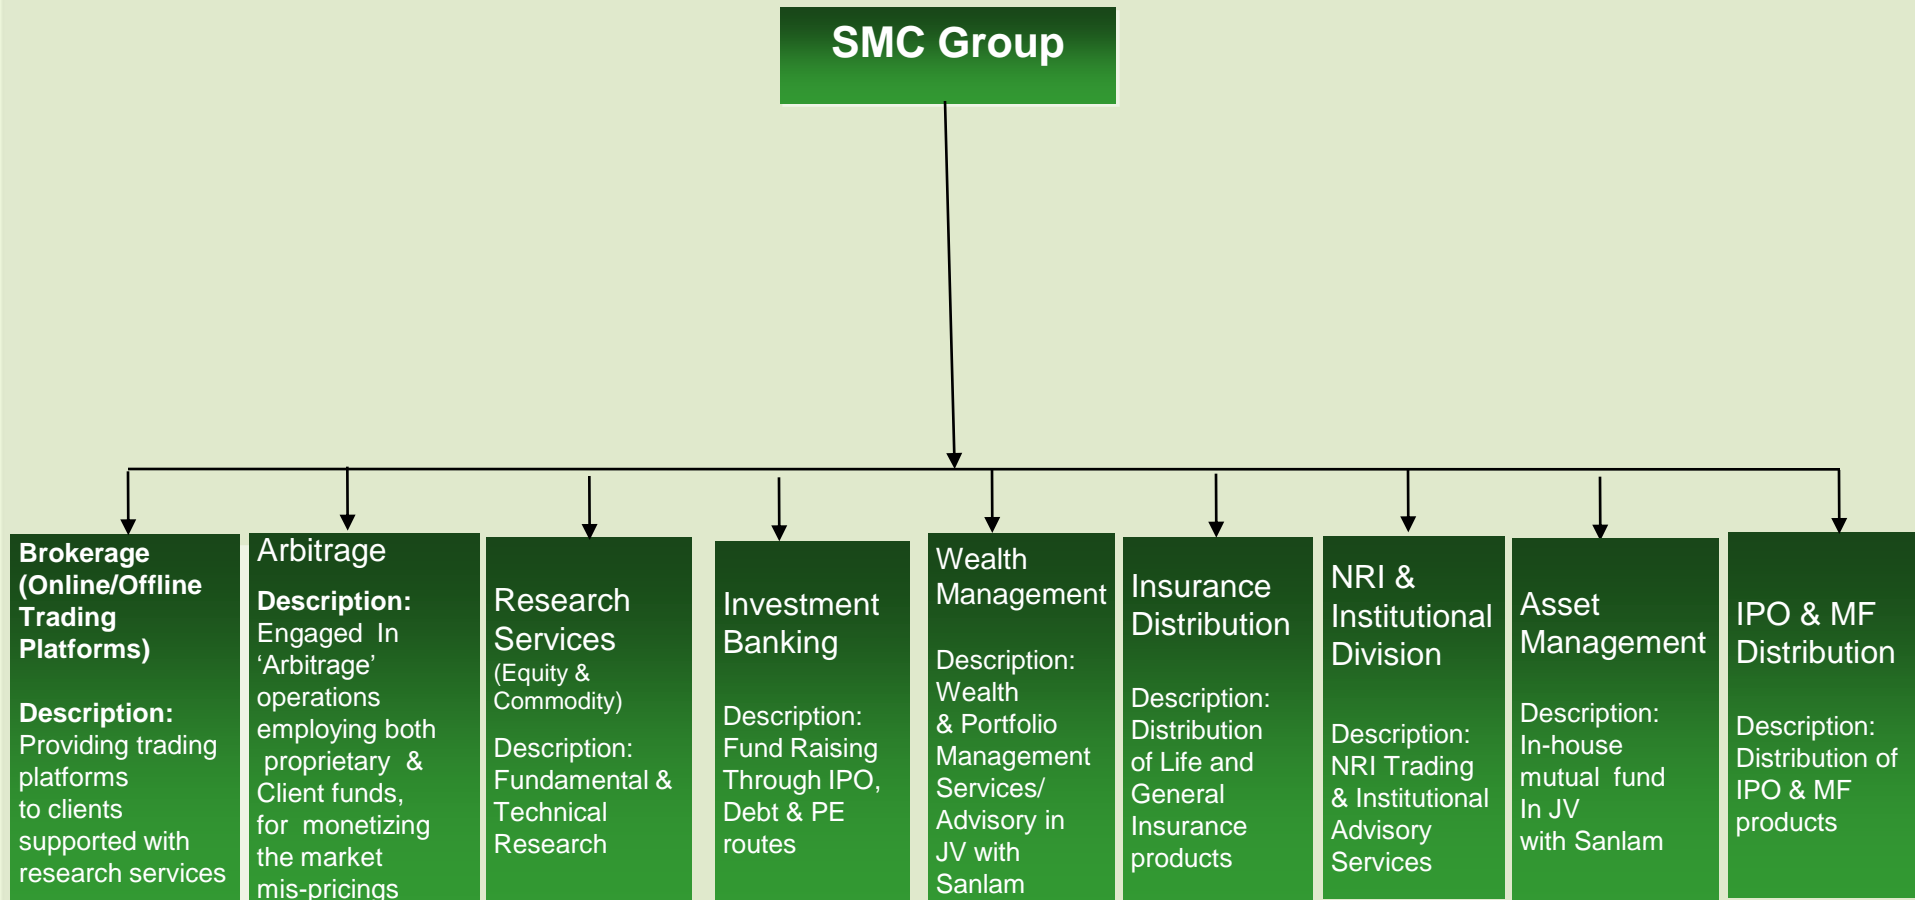 SMC Group
Brokerage
(Online/Offline
Trading
Platforms)
Description:
Providing trading
platforms
to clients
supported with
research services
Arbitrage
Description:
Engaged In
‘Arbitrage’
operations
employing both
proprietary &
Client funds,
for monetizing
the market
mis-pricings
Research
Services
(Equity &
Commodity)
Description:
Fundamental &
Technical
Research
Investment
Banking
Description:
Fund Raising
Through IPO,
Debt & PE
routes
Wealth
Management
Description:
Wealth
& Portfolio
Management
Services/
Advisory in
JV with
Sanlam
Insurance
Distribution
Description:
Distribution
of Life and
General
Insurance
products
NRI &
Institutional
Division
Description:
NRI Trading
& Institutional
Advisory
Services
Asset
Management
Description:
In-house
mutual fund
In JV
with Sanlam
IPO & MF
Distribution
Description:
Distribution of
IPO & MF
products